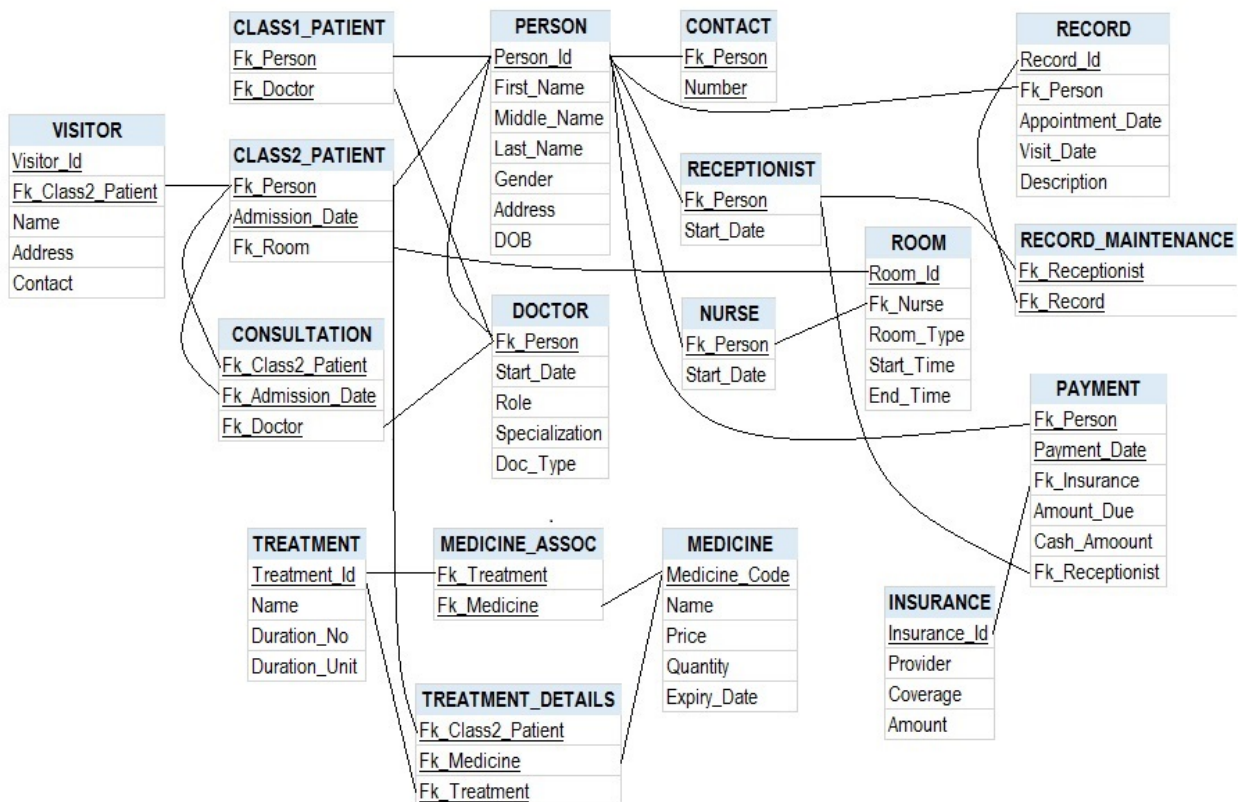 CLASS1_PATIENT
Fk_Person
Fk_Doctor
PERSON
Person_Id
First_Name
Middle_Name
Last_Name
Gender
Address
DOB
CONTACT
Fk_Person
Number
RECORD
Record_Id
Fk_Person
Appointment_Date
Visit_Date
Description
VISITOR
Visitor_Id
Fk_Class2_Patient
Name
Address
Contact
CLASS2_PATIENT
Fk_Person
Admission_Date
Fk_Room
RECEPTIONIST
Fk_Person
Start_Date
ROOM
Room_Id
Fk_Nurse
Room_Type
Start_Time
End_Time
RECORD_MAINTENANCE
Fk_Receptionist
Fk_Record
CONSULTATION
Fk_Class2_Patient
Fk_Admission_Date
Fk_Doctor
DOCTOR
Fk_Person
Start_Date
Role
Specialization
Doc_Type
NURSE
Fk_Person
Start_Date
PAYMENT
Fk_Person
Payment_Date
Fk_Insurance
Amount_Due
Cash_Amoount
Fk_Receptionist
TREATMENT
Treatment_Id
Name
Duration_No
Duration_Unit
MEDICINE_ASSOC
Fk_Treatment
Fk_Medicine
MEDICINE
Medicine_Code
Name
Price
Quantity
Expiry_Date
INSURANCE
Insurance_Id
Provider
Coverage
Amount
TREATMENT_DETAILS
Fk_Class2_Patient
Fk_Medicine
Fk_Treatment